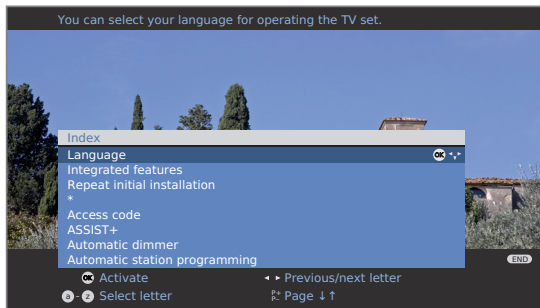 You can select your language for operating the TV set.
Index
Language OK
Integrated features
Repeat initial installation
*
Access code
ASSIST+
Automatic dimmer
Automatic station programming
END
OK Activate ◂ ▸ Previous/next letter
a - z Select letter P+ P- Page ↓↑